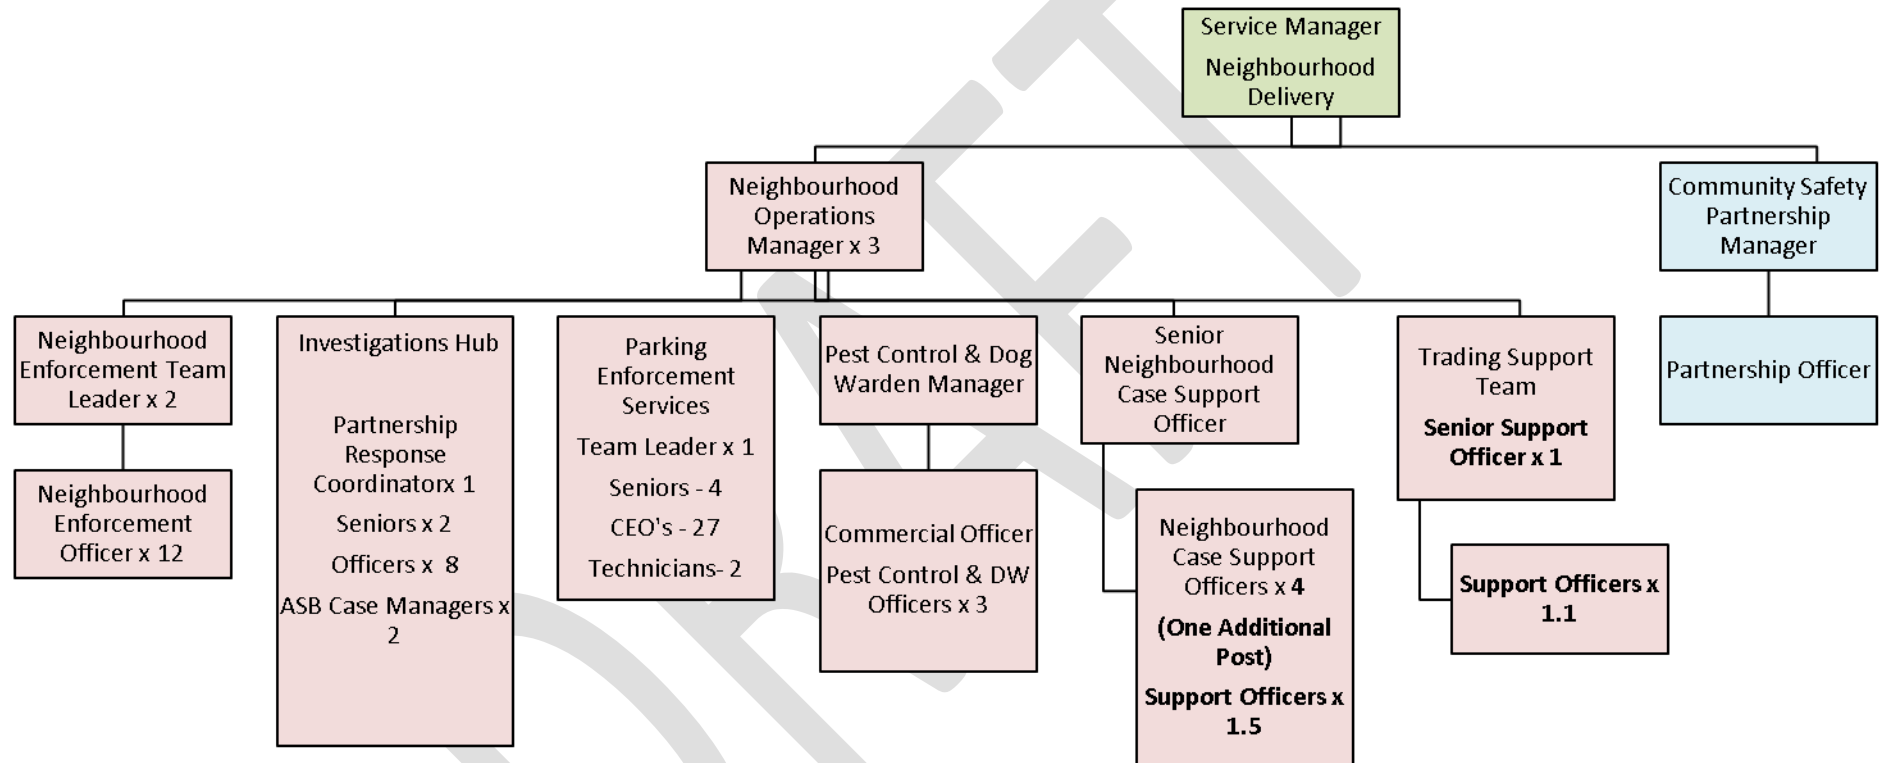 Service Manager
Neighbourhood
Delivery
Neighbourhood
Operations
Manager x 3
Community Safety
Partnership
Manager
Neighbourhood
Enforcement Team
Leader x 2
Neighbourhood
Enforcement
Officer x 12
Investigations Hub
Partnership
Response
Coordinatorx 1
Seniors x 2
Officers x  8
ASB Case Managers x
2
Parking
Enforcement
Services
Team Leader x 1
Seniors - 4
CEO's - 27
Technicians- 2
Pest Control & Dog
Warden Manager
Commercial Officer
Pest Control & DW
Officers x 3
Senior
Neighbourhood
Case Support
Officer
Neighbourhood
Case Support
Officers x 4
(One Additional
Post)
Support Officers x
1.5
Trading Support
Team
Senior Support
Officer x 1
Support Officers x
1.1
Partnership Officer
DRAFT